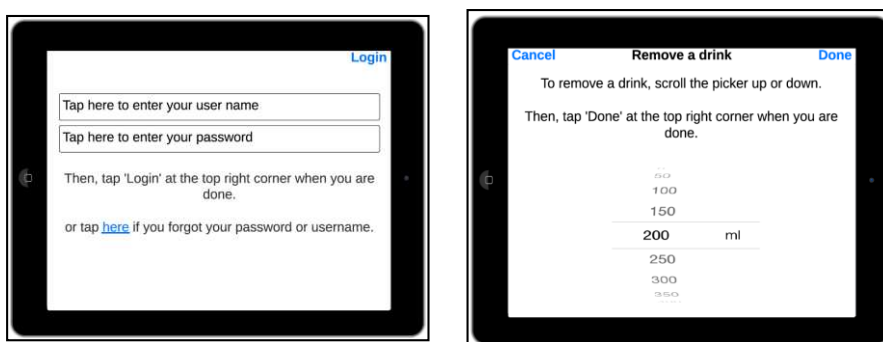 Login
Tap here to enter your user name
Tap here to enter your password
Then, tap 'Login' at the top right corner when you are
done.
or tap here if you forgot your password or username.
Cancel Remove a drink Done
To remove a drink, scroll the picker up or down.
Then, tap 'Done' at the top right corner when you are
done.
50
100
150
200 ml
250
300
350